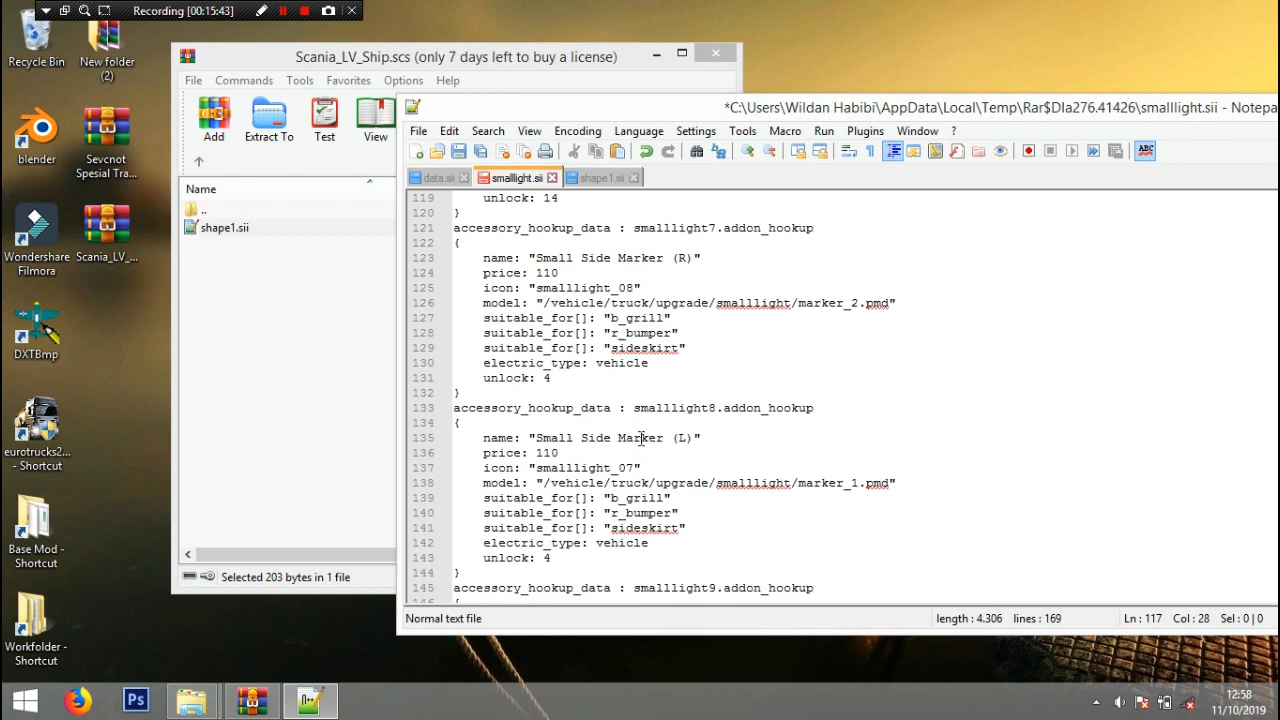 Recording [00:15:43]
Recycle Bin
New folder
(2)
blender
Sevcnot
Spesial Tra...
Wondershare
Filmora
Scania_LV_...
DXTBmp
eurotrucks2...
- Shortcut
Base Mod -
Shortcut
Workfolder -
Shortcut
Scania_LV_Ship.scs (only 7 days left to buy a license)
File Commands Tools Favorites Options Help
Add Extract To Test View
Name
..
shape1.sii
Selected 203 bytes in 1 file
*C:\Users\Wildan Habibi\AppData\Local\Temp\Rar$DIa276.41426\smalllight.sii - Notepa
File Edit Search View Encoding Language Settings Tools Macro Run Plugins Window ?
data.sii smalllight.sii shape1.sii
119 unlock: 14
120 }
121 accessory_hookup_data : smalllight7.addon_hookup
122 {
123 name: "Small Side Marker (R)"
124 price: 110
125 icon: "smalllight_08"
126 model: "/vehicle/truck/upgrade/smalllight/marker_2.pmd"
127 suitable_for[]: "b_grill"
128 suitable_for[]: "r_bumper"
129 suitable_for[]: "sideskirt"
130 electric_type: vehicle
131 unlock: 4
132 }
133 accessory_hookup_data : smalllight8.addon_hookup
134 {
135 name: "Small Side Marker (L)"
136 price: 110
137 icon: "smalllight_07"
138 model: "/vehicle/truck/upgrade/smalllight/marker_1.pmd"
139 suitable_for[]: "b_grill"
140 suitable_for[]: "r_bumper"
141 suitable_for[]: "sideskirt"
142 electric_type: vehicle
143 unlock: 4
144 }
145 accessory_hookup_data : smalllight9.addon_hookup
146 {
Normal text file length : 4.306 lines : 169 Ln : 117 Col : 28 Sel : 0 | 0
Ps
12:58
11/10/2019